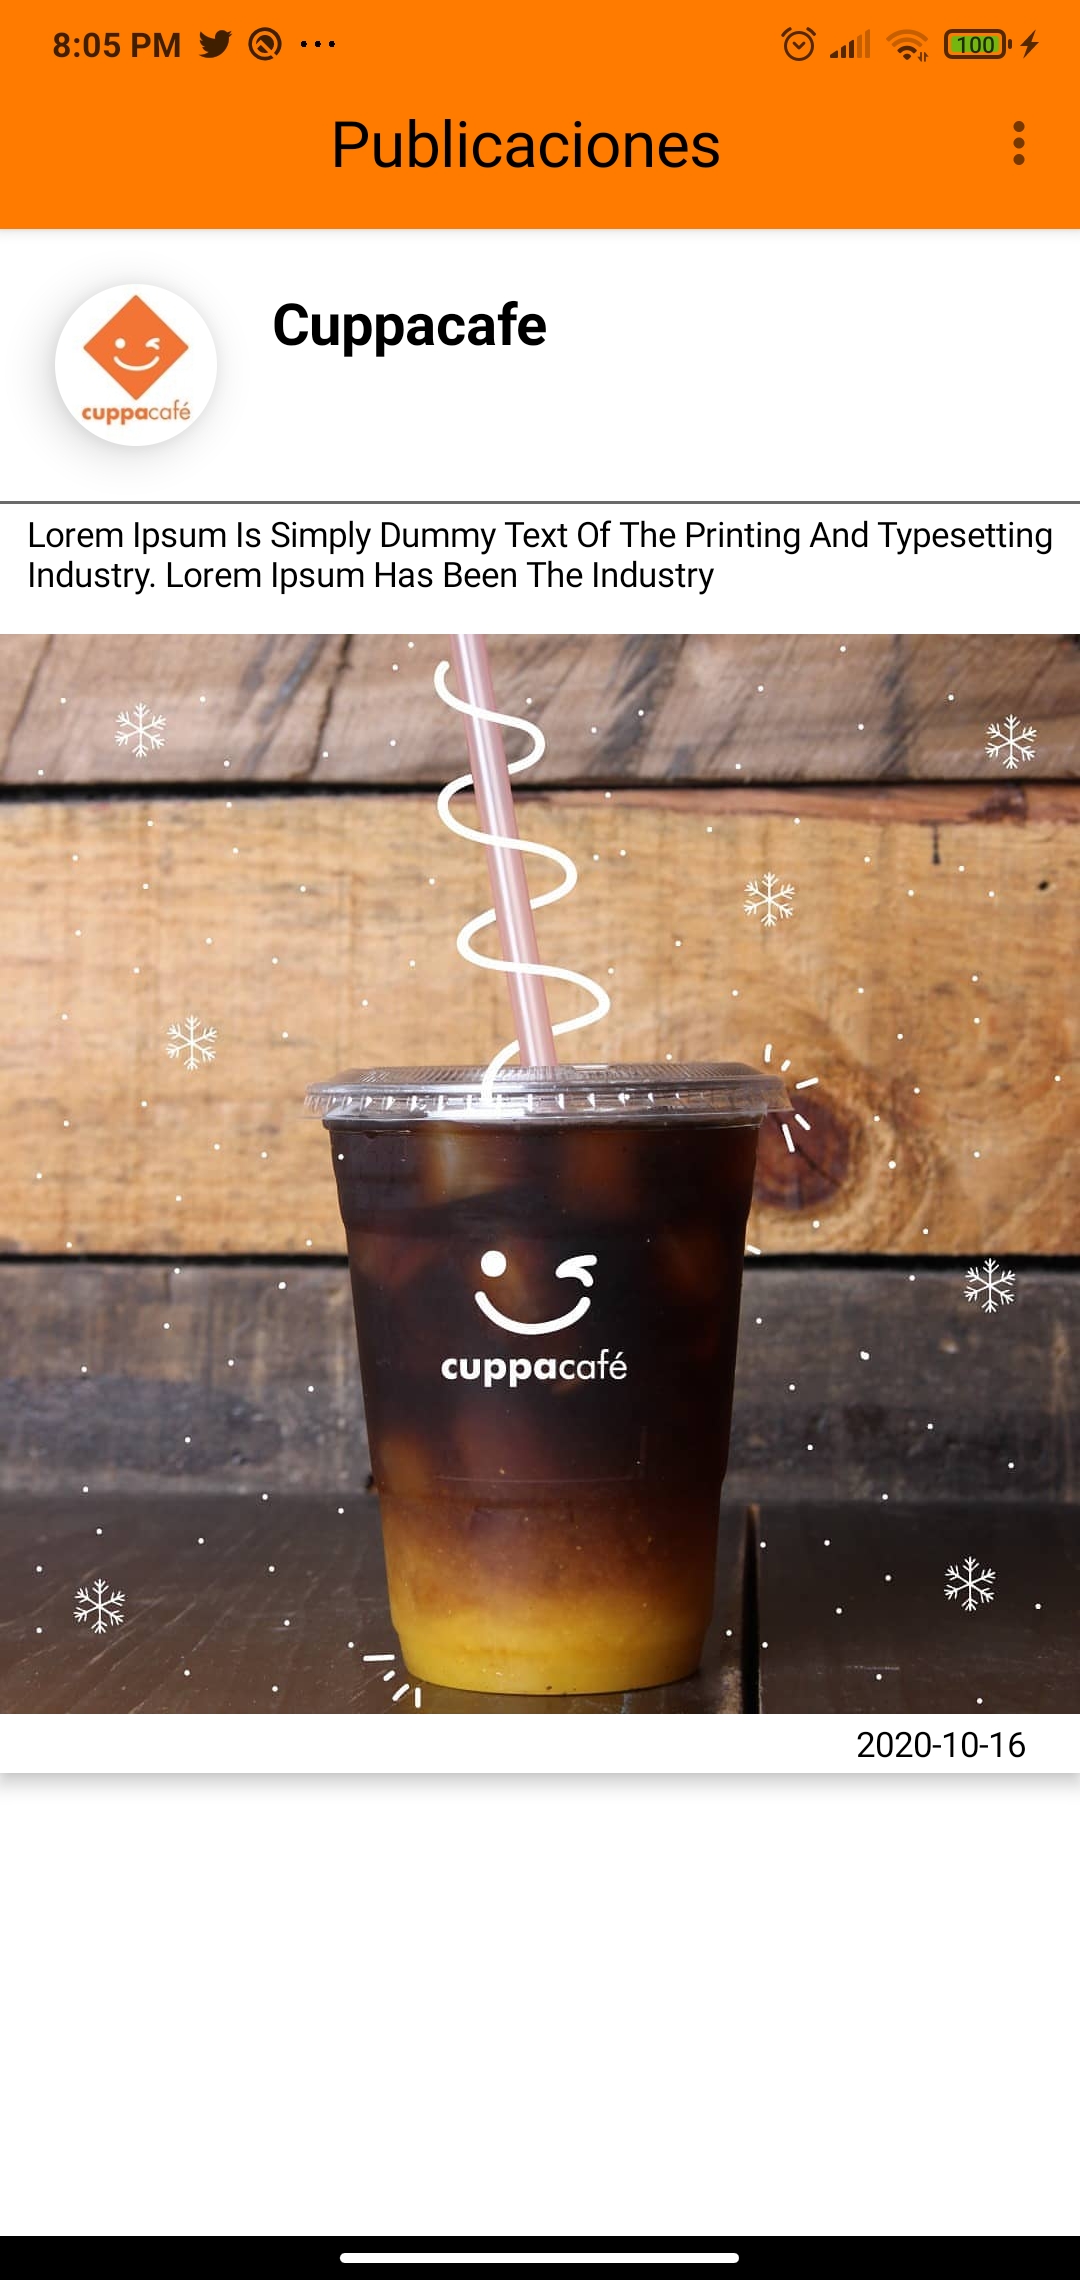 8:05 PM
100
Publicaciones
Cuppacafe
cuppacafé
Lorem Ipsum Is Simply Dummy Text Of The Printing And Typesetting
Industry. Lorem Ipsum Has Been The Industry
cuppacafé
2020-10-16